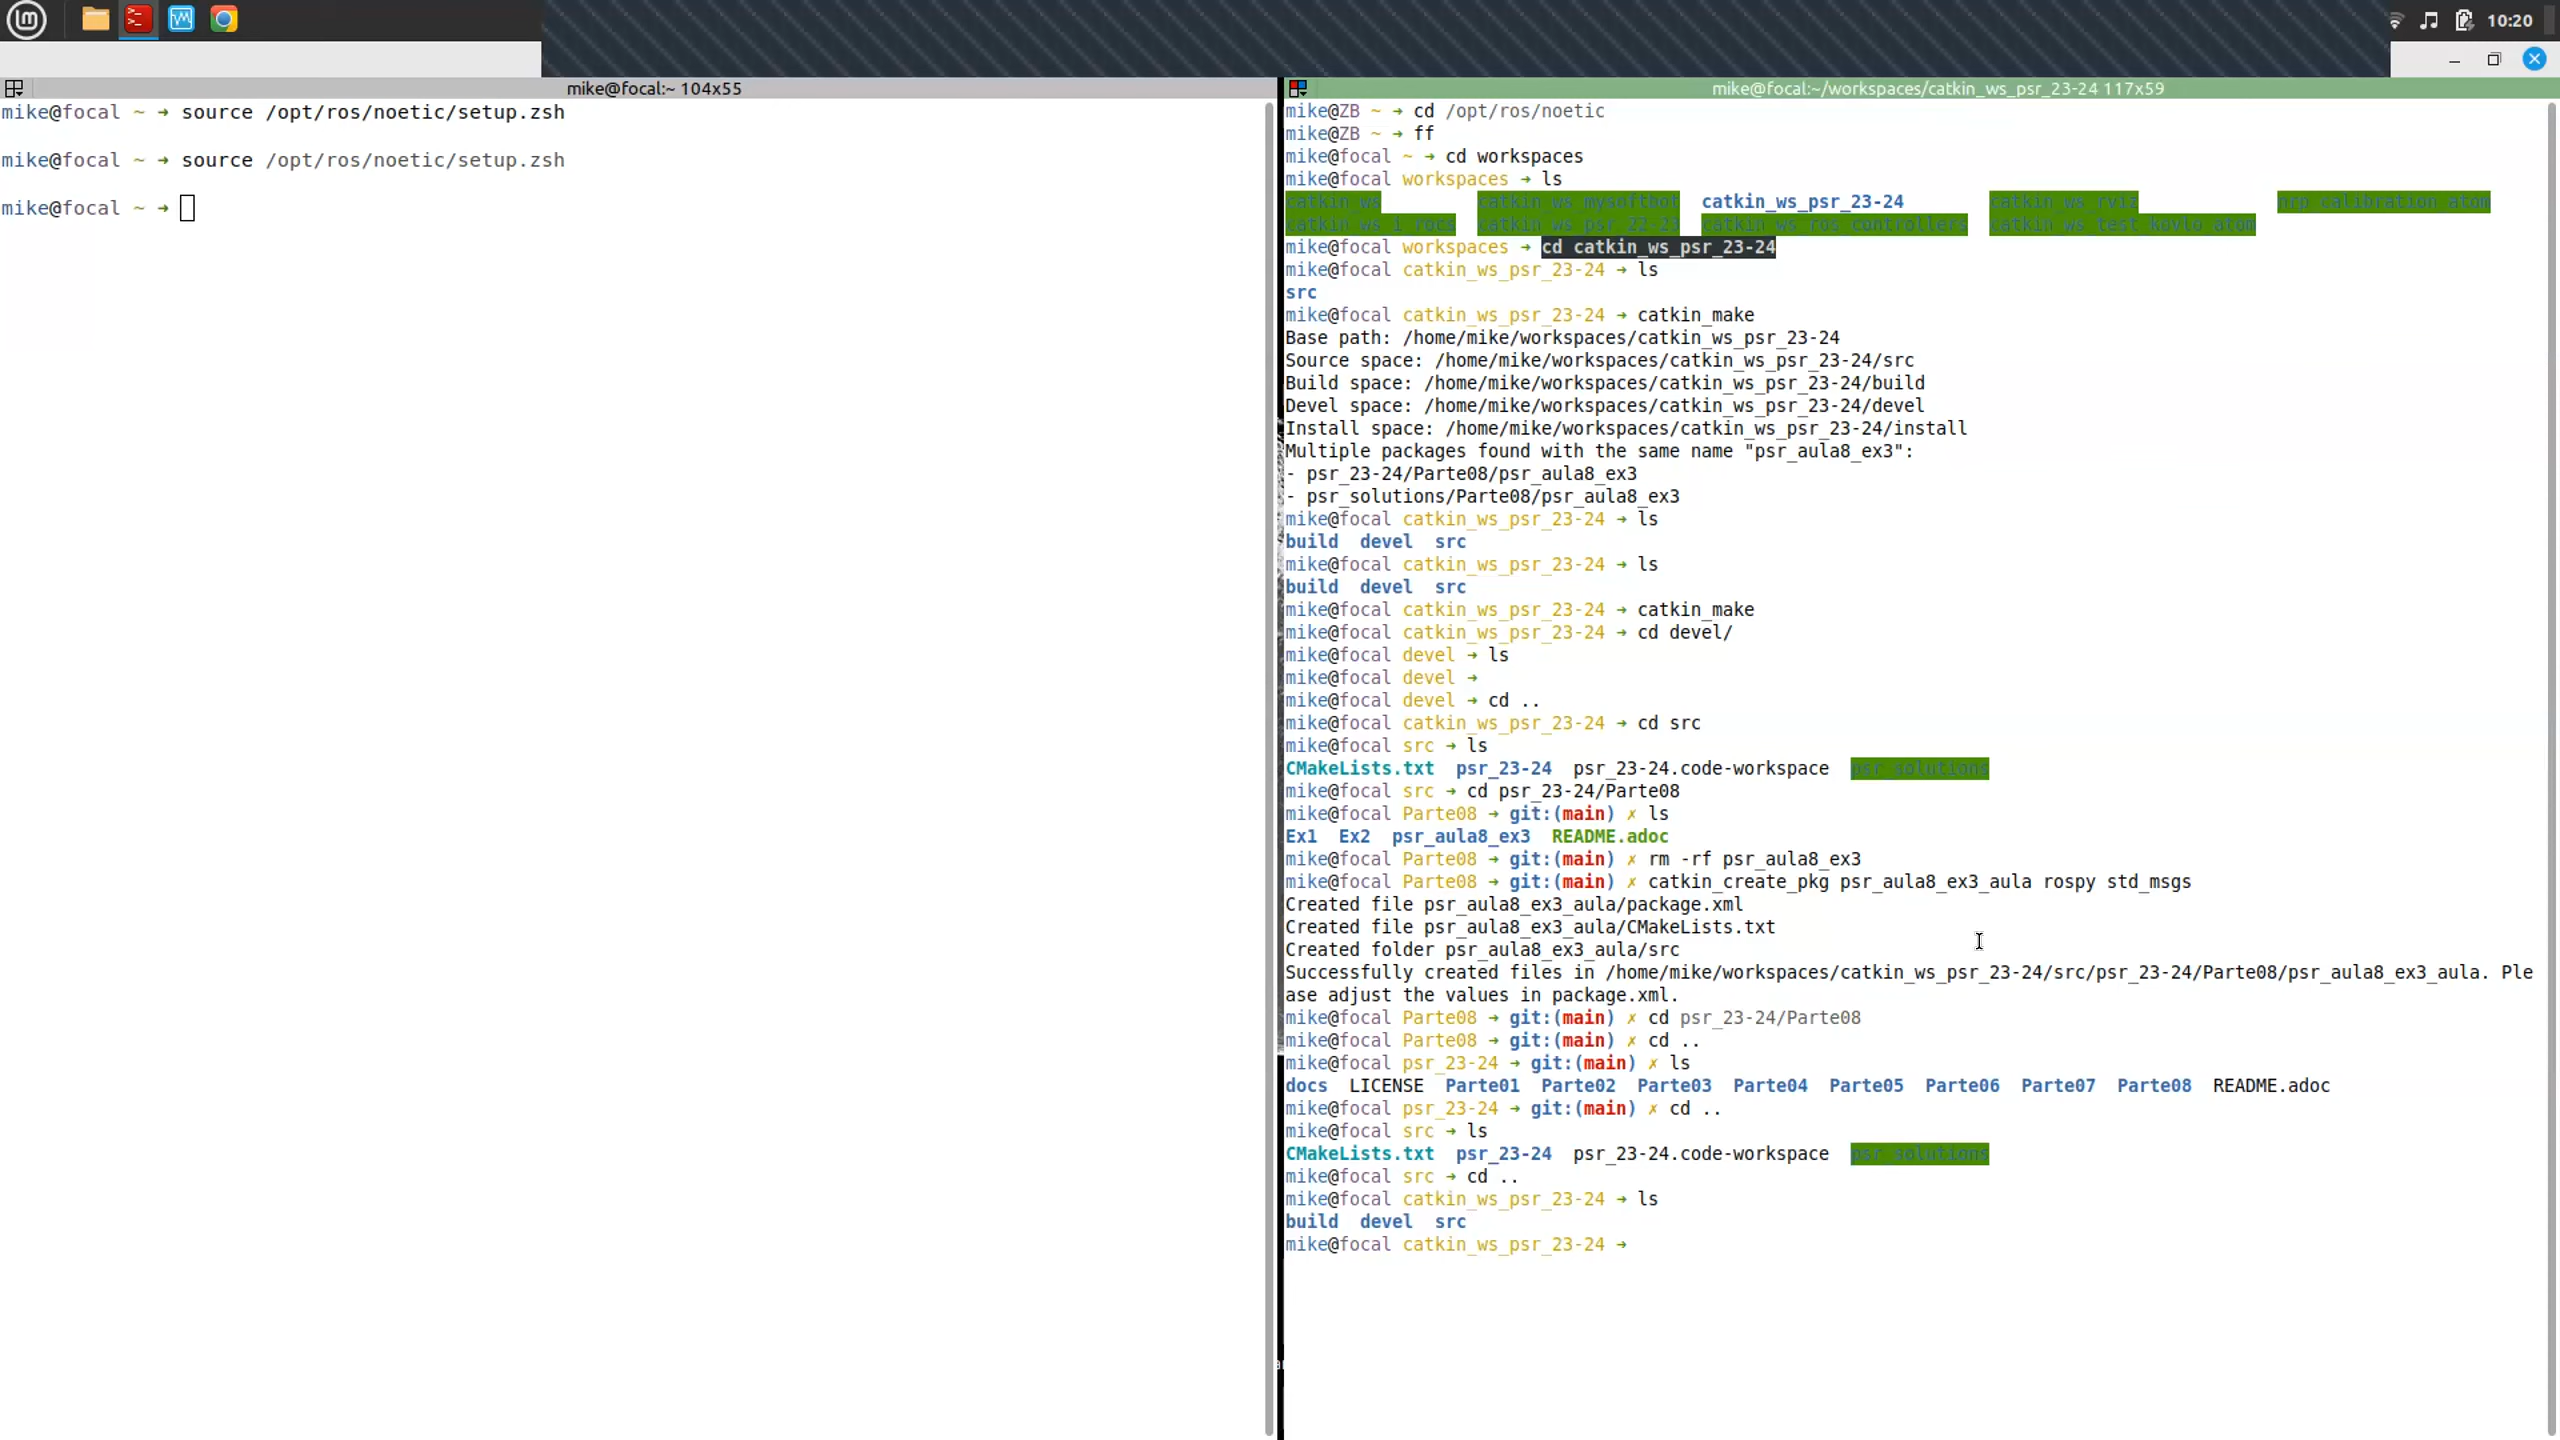 10:20
mike@focal:~ 104x55
mike@focal ~ → source /opt/ros/noetic/setup.zsh
mike@focal ~ → source /opt/ros/noetic/setup.zsh
mike@focal ~ →
mike@focal:~/workspaces/catkin_ws_psr_23-24 117x59
mike@ZB ~ → cd /opt/ros/noetic
mike@ZB ~ → ff
mike@focal ~ → cd workspaces
mike@focal workspaces → ls
catkin_ws catkin_ws_mysoftbot catkin_ws_psr_23-24 catkin_ws_rviz nrp_calibration_atom
catkin_ws_i_rocs catkin_ws_psr_22-23 catkin_ws_ros_controllers catkin_ws_test_kovlo_atom
mike@focal workspaces → cd catkin_ws_psr_23-24
mike@focal catkin_ws_psr_23-24 → ls
src
mike@focal catkin_ws_psr_23-24 → catkin_make
Base path: /home/mike/workspaces/catkin_ws_psr_23-24
Source space: /home/mike/workspaces/catkin_ws_psr_23-24/src
Build space: /home/mike/workspaces/catkin_ws_psr_23-24/build
Devel space: /home/mike/workspaces/catkin_ws_psr_23-24/devel
Install space: /home/mike/workspaces/catkin_ws_psr_23-24/install
Multiple packages found with the same name "psr_aula8_ex3":
- psr_23-24/Parte08/psr_aula8_ex3
- psr_solutions/Parte08/psr_aula8_ex3
mike@focal catkin_ws_psr_23-24 → ls
build devel src
mike@focal catkin_ws_psr_23-24 → ls
build devel src
mike@focal catkin_ws_psr_23-24 → catkin_make
mike@focal catkin_ws_psr_23-24 → cd devel/
mike@focal devel → ls
mike@focal devel →
mike@focal devel → cd ..
mike@focal catkin_ws_psr_23-24 → cd src
mike@focal src → ls
CMakeLists.txt psr_23-24 psr_23-24.code-workspace psr_solutions
mike@focal src → cd psr_23-24/Parte08
mike@focal Parte08 → git:(main) ✗ ls
Ex1 Ex2 psr_aula8_ex3 README.adoc
mike@focal Parte08 → git:(main) ✗ rm -rf psr_aula8_ex3
mike@focal Parte08 → git:(main) ✗ catkin_create_pkg psr_aula8_ex3_aula rospy std_msgs
Created file psr_aula8_ex3_aula/package.xml
Created file psr_aula8_ex3_aula/CMakeLists.txt
Created folder psr_aula8_ex3_aula/src
Successfully created files in /home/mike/workspaces/catkin_ws_psr_23-24/src/psr_23-24/Parte08/psr_aula8_ex3_aula. Ple
ase adjust the values in package.xml.
mike@focal Parte08 → git:(main) ✗ cd psr_23-24/Parte08
mike@focal Parte08 → git:(main) ✗ cd ..
mike@focal psr_23-24 → git:(main) ✗ ls
docs LICENSE Parte01 Parte02 Parte03 Parte04 Parte05 Parte06 Parte07 Parte08 README.adoc
mike@focal psr_23-24 → git:(main) ✗ cd ..
mike@focal src → ls
CMakeLists.txt psr_23-24 psr_23-24.code-workspace psr_solutions
mike@focal src → cd ..
mike@focal catkin_ws_psr_23-24 → ls
build devel src
mike@focal catkin_ws_psr_23-24 →